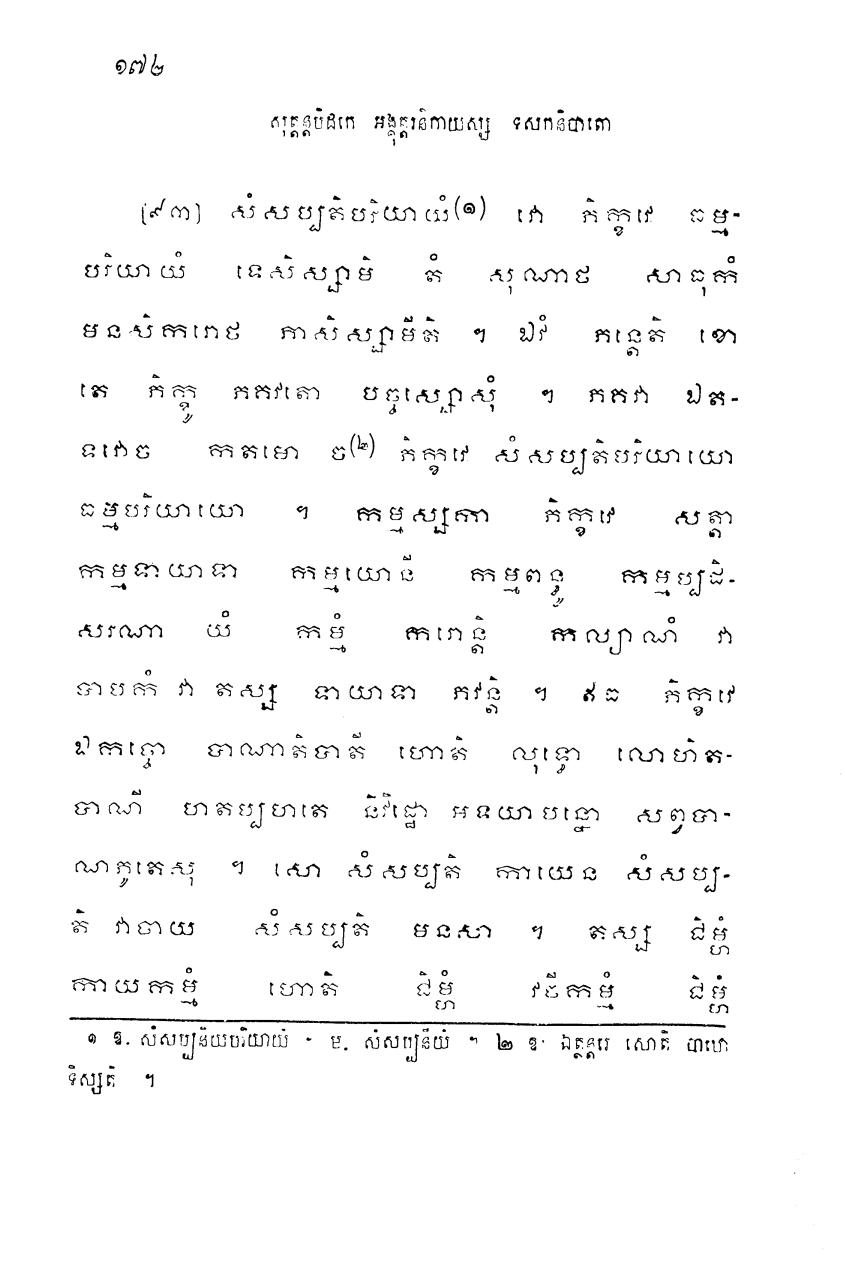 ១៧៤
សុត្តន្តបិដកេ អង្គុត្តរនិកាយស្ស ទសកនិបាតោ
[៩៣] សំសប្បតិបរិយាយំ(១) វោ ភិក្ខវេ ធម្ម-
បរិយាយំ ទេសិស្សាមិ តំ សុណាថ សាធុកំ
មនសិករោថ ភាសិស្សាមីតិ ។ ឯវំ ភន្តេតិ ខោ
តេ ភិក្ខូ ភគវតោ បច្ចស្សោសុំ ។ ភគវា ឯត-
ទវោច កតមោ ច(២) ភិក្ខវេ សំសប្បតិបរិយាយោ
ធម្មបរិយាយោ ។ កម្មស្សកា ភិក្ខវេ សត្តា
កម្មទាយាទា កម្មយោនី កម្មពន្ធូ កម្មប្បដិ-
សរណា យំ កម្មំ ករោន្តិ កល្យាណំ វា
បាបកំ វា តស្ស ទាយាទា ភវន្តិ ។ ឥធ ភិក្ខវេ
ឯកច្ចោ បាណាតិបាតី ហោតិ លុទ្ធោ លោហិត-
បាណី ហតប្បហតេ និវិដ្ឋោ អទយាបន្នោ សព្វបា-
ណភូតេសុ ។ សោ សំសប្បតិ កាយេន សំសប្ប-
តិ វាចាយ សំសប្បតិ មនសា ។ តស្ស ជិម្ហំ
កាយកម្មំ ហោតិ ជិម្ហំ វចីកម្មំ ជិម្ហំ
១ ឱ. សំសប្បនិយបរិយាយំ ។ ម. សំសប្បនីយំ ។ ២ ឱ. ឯត្ថន្តរេ សោតិ បាឋោ
ទិស្សតិ ។